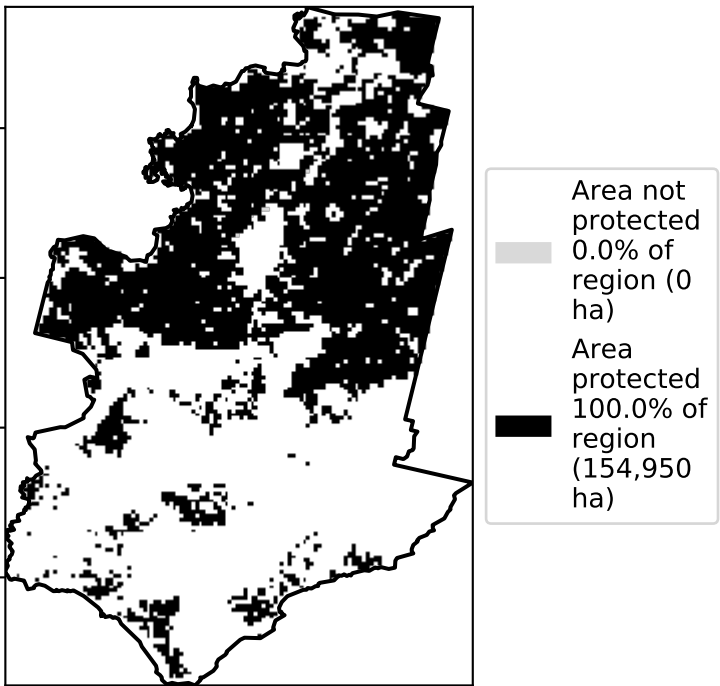 Area not
protected
0.0% of
region (0
ha)
Area
protected
100.0% of
region
(154,950
ha)